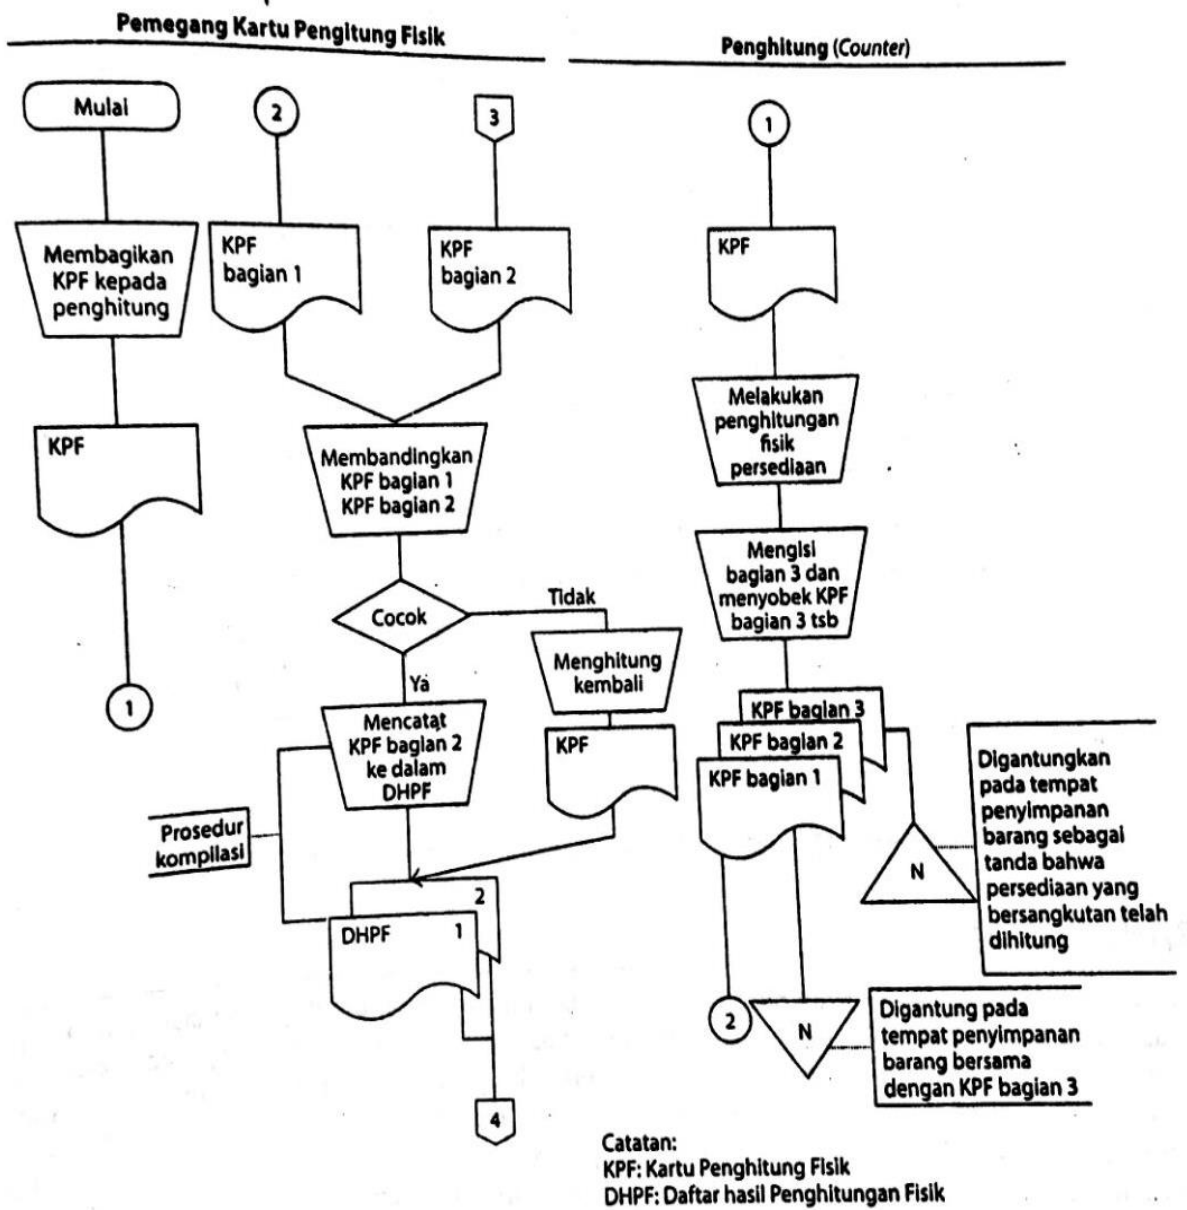 Pemegang Kartu Pengitung Fisik
Penghitung (Counter)
Mulai
2
3
1
Membagikan
KPF kepada
penghitung
KPF
bagian 1
KPF
bagian 2
KPF
KPF
Membandingkan
KPF bagian 1
KPF bagian 2
Melakukan
penghitungan
fisik
persediaan
Mengisi
bagian 3 dan
menyobek KPF
bagian 3 tsb
Cocok
Tidak
Ya
Menghitung
kembali
1
Mencatat
KPF bagian 2
ke dalam
DHPF
KPF
KPF bagian 3
KPF bagian 2
KPF bagian 1
Prosedur
kompilasi
Digantungkan
pada tempat
penyimpanan
barang sebagai
tanda bahwa
persediaan yang
bersangkutan telah
dihitung
N
2
DHPF 1
2
N
Digantung pada
tempat penyimpanan
barang bersama
dengan KPF bagian 3
4
Catatan:
KPF: Kartu Penghitung Fisik
DHPF: Daftar hasil Penghitungan Fisik